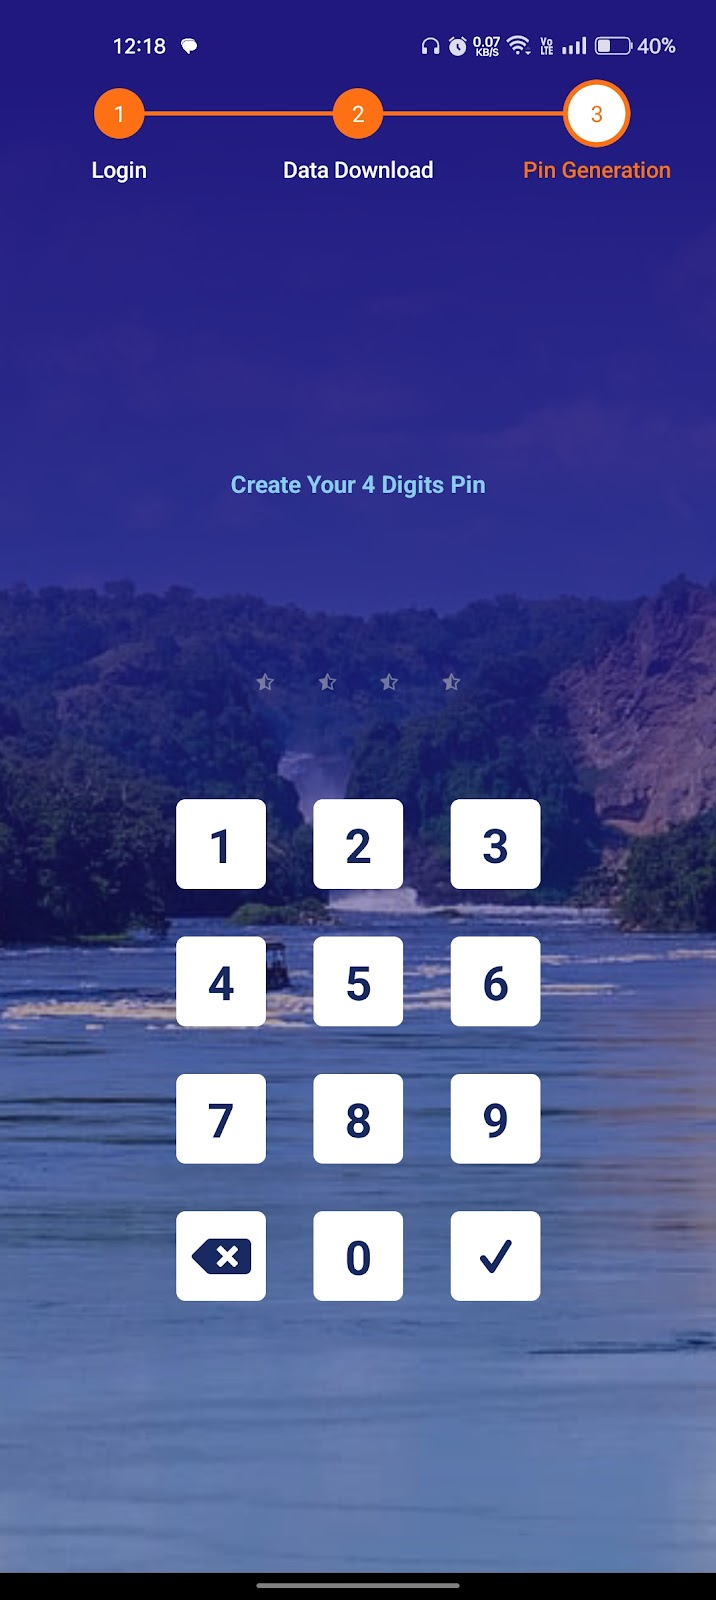 12:18 0.07 KB/S Vo LTE 40%
1 2 3
Login Data Download Pin Generation
Create Your 4 Digits Pin
1 2 3
4 5 6
7 8 9
0